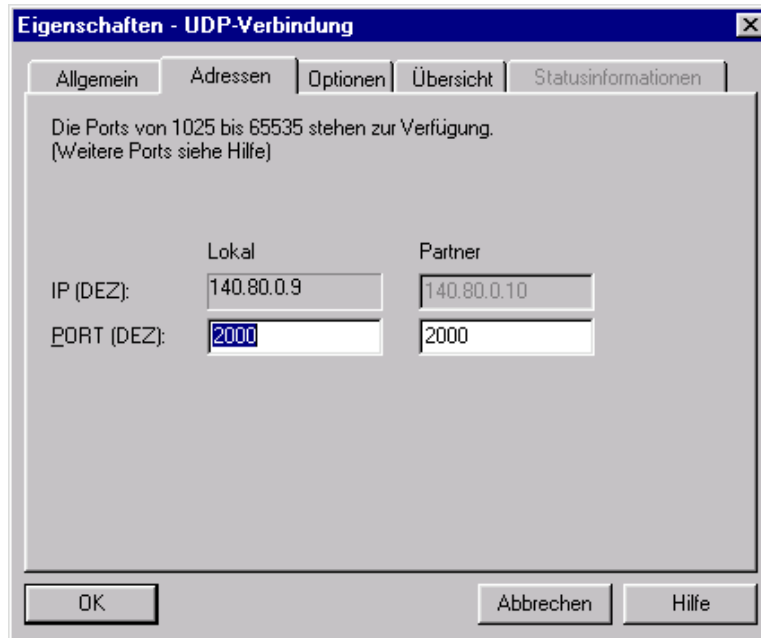 Eigenschaften - UDP-Verbindung
Allgemein Adressen Optionen Übersicht Statusinformationen
Die Ports von 1025 bis 65535 stehen zur Verfügung.
(Weitere Ports siehe Hilfe)
Lokal Partner
IP (DEZ): 140.80.0.9 140.80.0.10
PORT (DEZ): 2000 2000
OK Abbrechen Hilfe